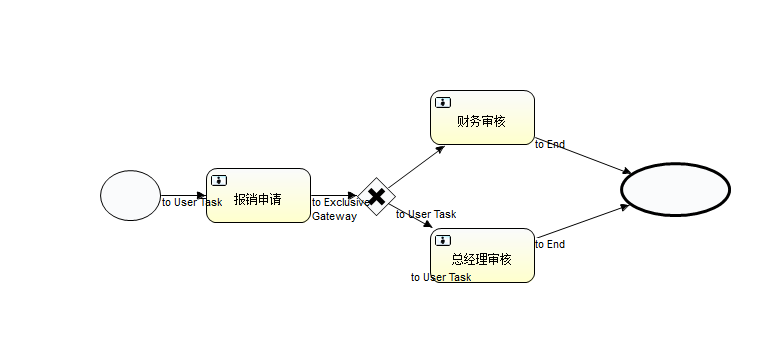 财务审核
to End
报销申请
to User Task
to Exclusive
Gateway
to User Task
to End
总经理审核
to User Task